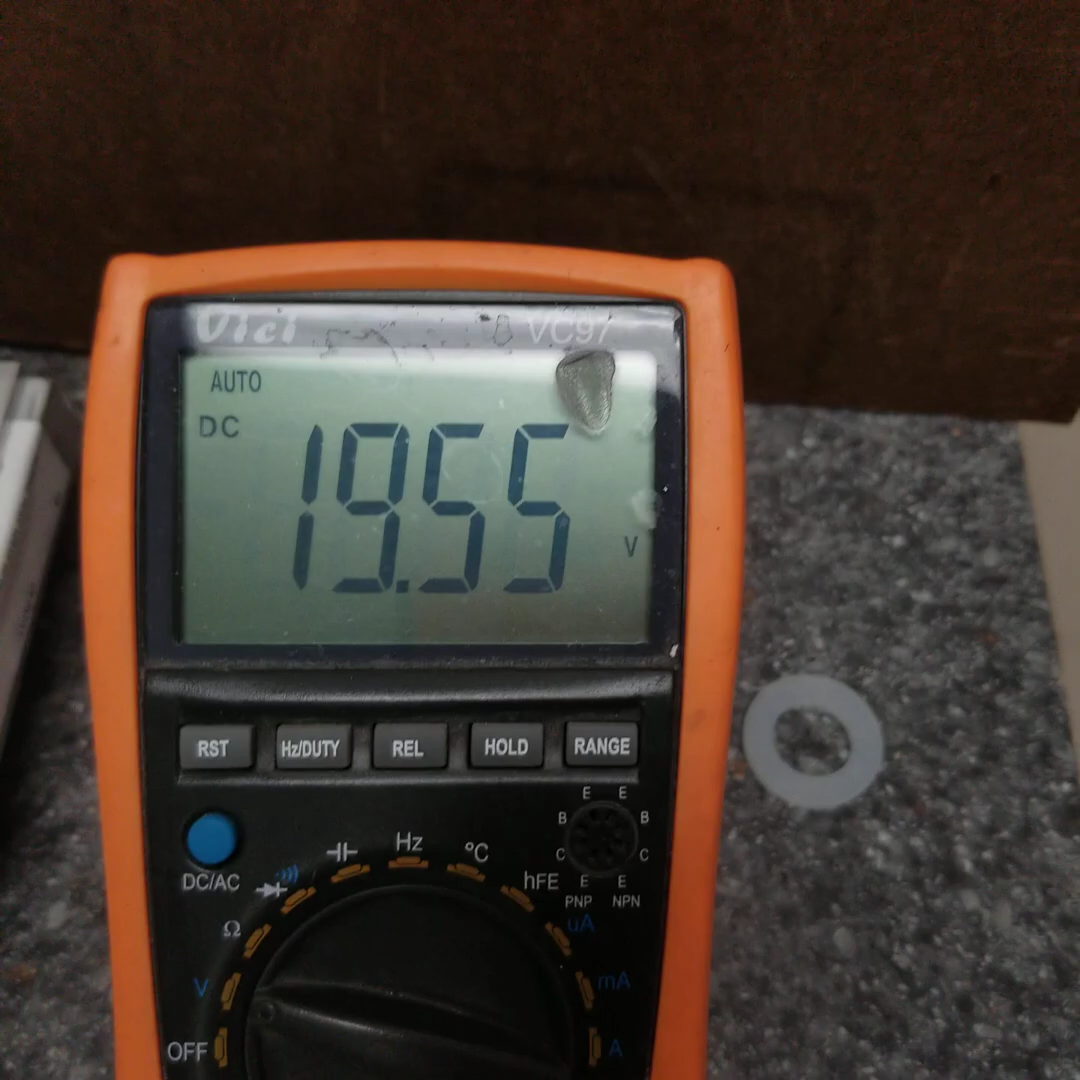 Vici VC97
AUTO
DC
19.55
V
RST Hz/DUTY REL HOLD RANGE
E E
B B
C C
E E
PNP NPN
DC/AC
Hz
°C
hFE
Ω
uA
V
mA
OFF
A